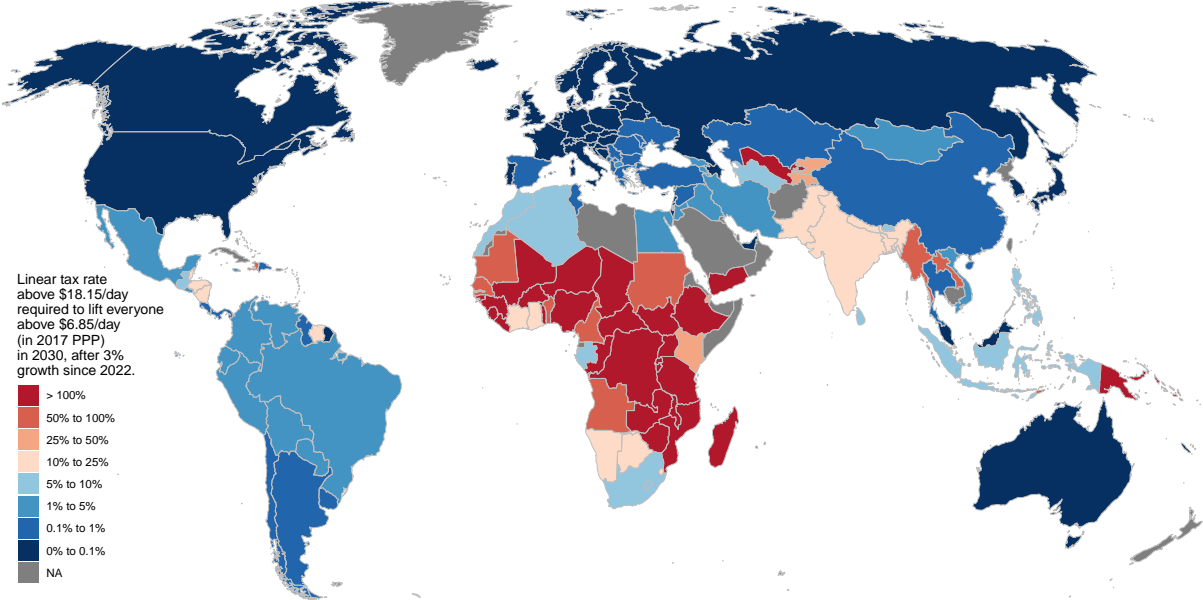 Linear tax rate
above $18.15/day
required to lift everyone
above $6.85/day
(in 2017 PPP)
in 2030, after 3%
growth since 2022.
> 100%
50% to 100%
25% to 50%
10% to 25%
5% to 10%
1% to 5%
0.1% to 1%
0% to 0.1%
NA